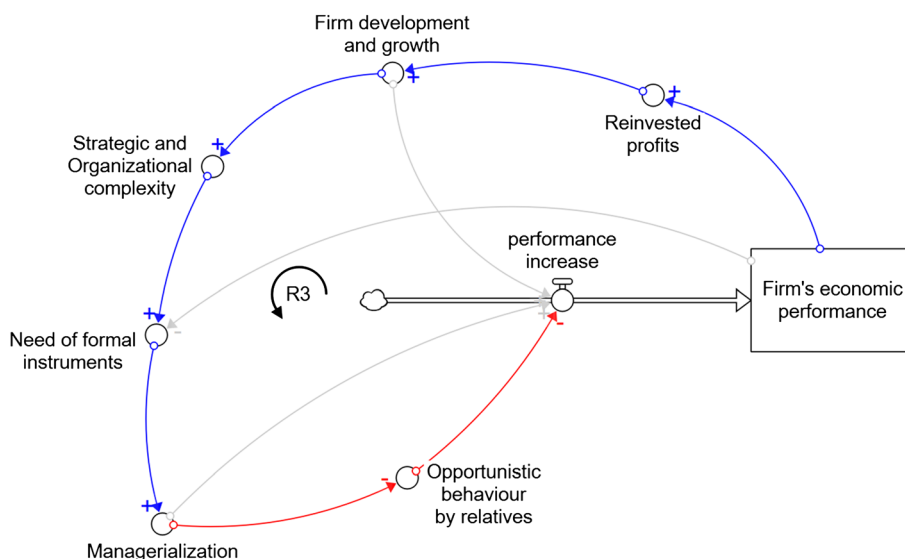 Firm development
and growth
+
+
Reinvested
profits
+
Strategic and
Organizational
complexity
performance
increase
R3
Firm's economic
performance
+
-
+
-
Need of formal
instruments
-
Opportunistic
behaviour
by relatives
+
Managerialization